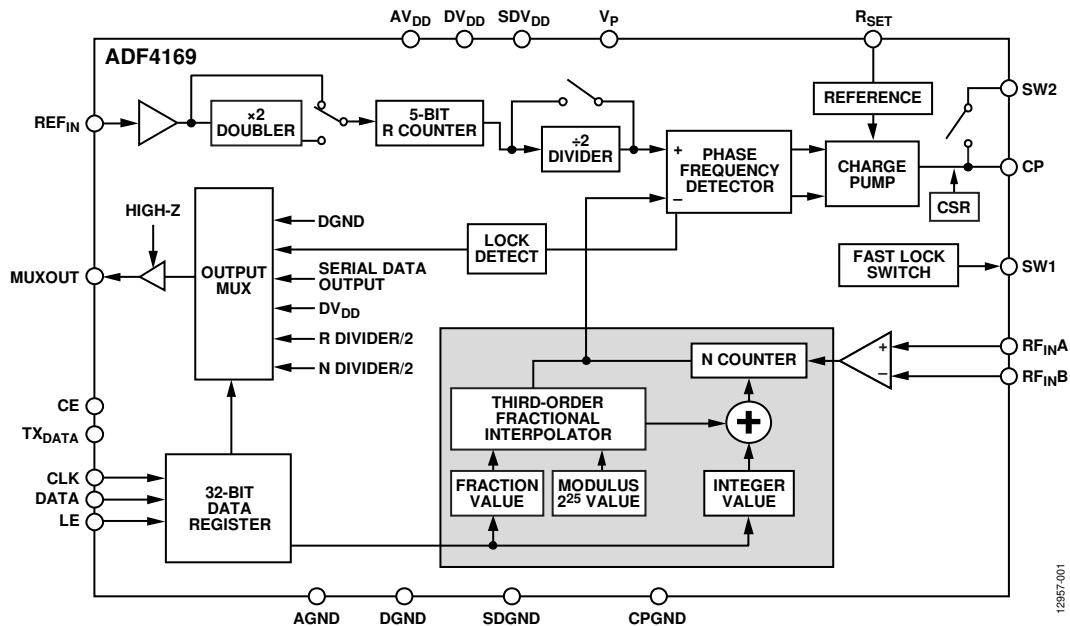 AVDD DVDD SDVDD VP RSET
ADF4169
REFIN
×2
DOUBLER
5-BIT
R COUNTER
÷2
DIVIDER
+
−
PHASE
FREQUENCY
DETECTOR
REFERENCE
CHARGE
PUMP
CSR
SW2
CP
HIGH-Z
MUXOUT
OUTPUT
MUX
DGND
LOCK
DETECT
SERIAL DATA
OUTPUT
DVDD
R DIVIDER/2
N DIVIDER/2
FAST LOCK
SWITCH
SW1
N COUNTER
+
−
RFINA
RFINB
THIRD-ORDER
FRACTIONAL
INTERPOLATOR
+
FRACTION
VALUE
MODULUS
2²⁵ VALUE
INTEGER
VALUE
CE
TXDATA
CLK
DATA
LE
32-BIT
DATA
REGISTER
AGND DGND SDGND CPGND
12957-001